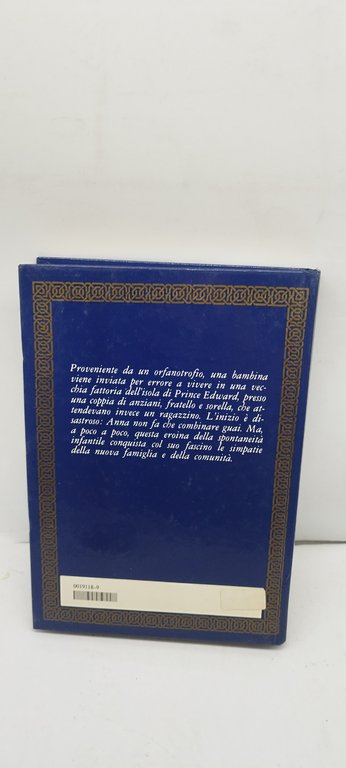 Proveniente da un orfanotrofio, una bambina
viene inviata per errore a vivere in una vec-
chia fattoria dell'isola di Prince Edward, presso
una coppia di anziani, fratello e sorella, che at-
tendevano invece un ragazzino. L'inizio è di-
sastroso: Anna non fa che combinare guai. Ma,
a poco a poco, questa eroina della spontaneità
infantile conquista col suo fascino le simpatie
della nuova famiglia e della comunità.
0019118-9